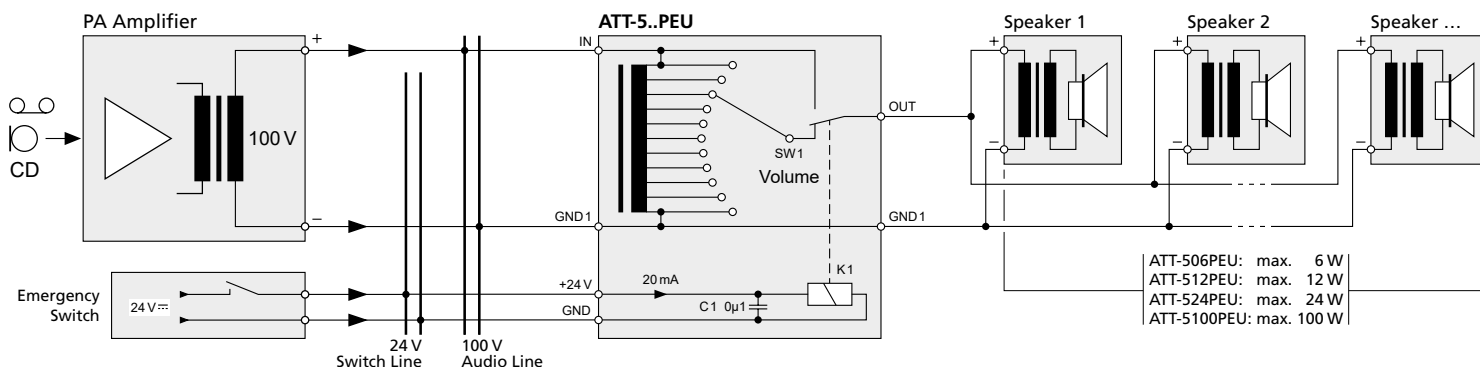 PA Amplifier
+
100 V
−
CD
Emergency
Switch
24 V
24 V
Switch Line
100 V
Audio Line
ATT-5..PEU
IN
OUT
SW1
Volume
GND1
GND1
K1
+24 V
20 mA
C1 0µ1
GND
Speaker 1
+
−
Speaker 2
+
−
Speaker ...
+
−
ATT-506PEU: max. 6 W
ATT-512PEU: max. 12 W
ATT-524PEU: max. 24 W
ATT-5100PEU: max. 100 W